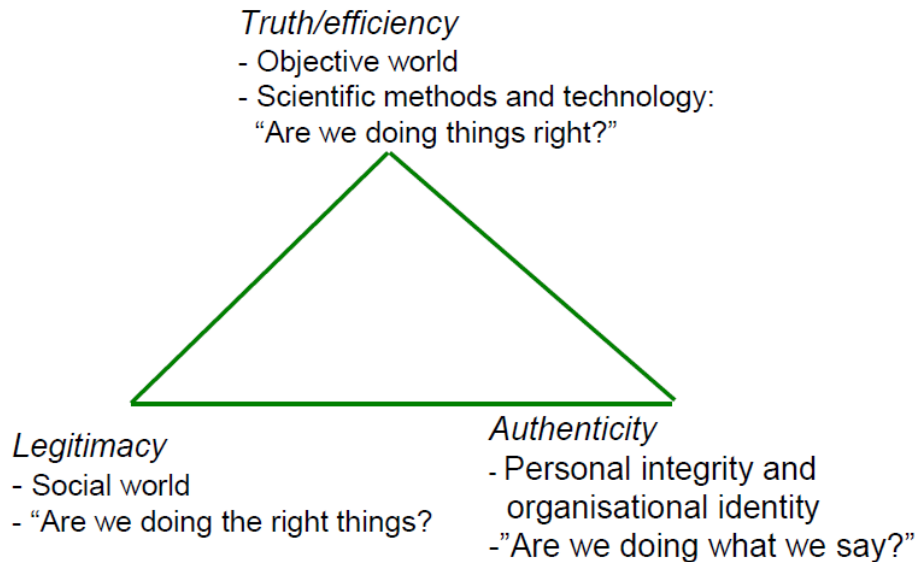 Truth/efficiency
- Objective world
- Scientific methods and technology:
“Are we doing things right?”
Legitimacy
- Social world
- “Are we doing the right things?
Authenticity
- Personal integrity and
organisational identity
-”Are we doing what we say?”